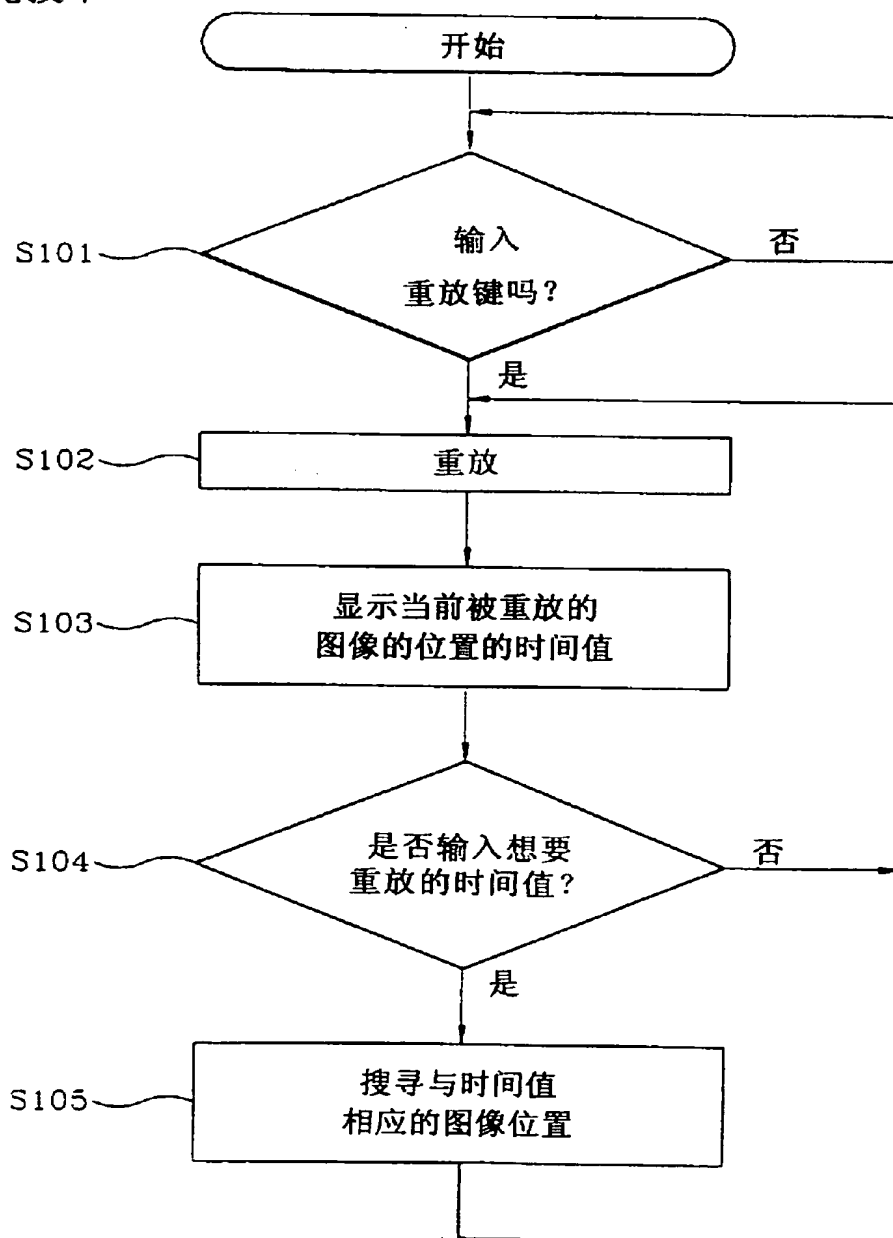 开始
S101
输入
重放键吗？
否
是
S102
重放
S103
显示当前被重放的
图像的位置的时间值
S104
是否输入想要
重放的时间值？
否
是
S105
搜寻与时间值
相应的图像位置